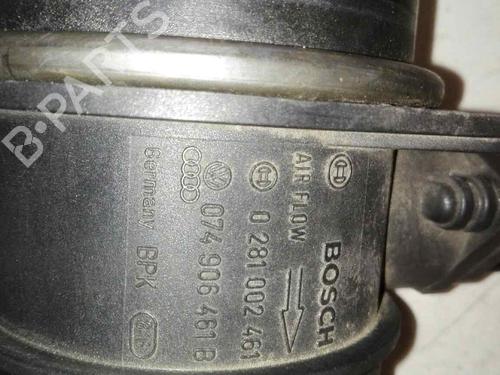 B-PARTS
AIR FLOW
BOSCH
0 281 002 461
074 906 461 B
Germany BPK